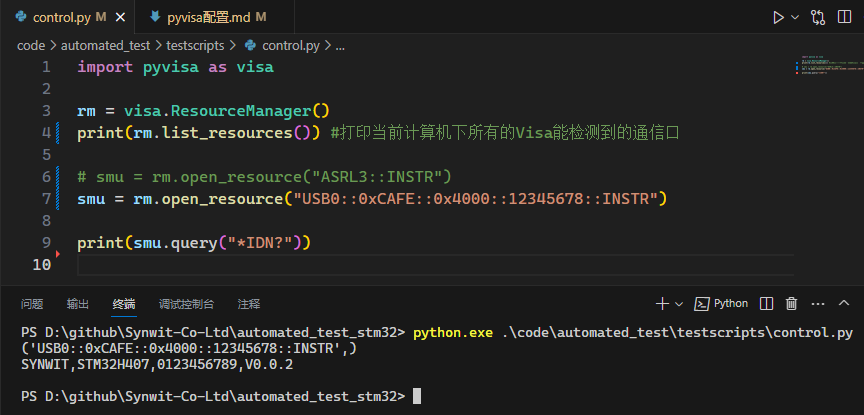 control.py M × pyvisa配置.md M
code > automated_test > testscripts > control.py > ...
1 import pyvisa as visa
2
3 rm = visa.ResourceManager()
4 print(rm.list_resources()) #打印当前计算机下所有的Visa能检测到的通信口
5
6 # smu = rm.open_resource("ASRL3::INSTR")
7 smu = rm.open_resource("USB0::0xCAFE::0x4000::12345678::INSTR")
8
9 print(smu.query("*IDN?"))
10
问题 输出 终端 调试控制台 注释 Python
PS D:\github\Synwit-Co-Ltd\automated_test_stm32> python.exe .\code\automated_test\testscripts\control.py
('USB0::0xCAFE::0x4000::12345678::INSTR',)
SYNWIT,STM32H407,0123456789,V0.0.2
PS D:\github\Synwit-Co-Ltd\automated_test_stm32>